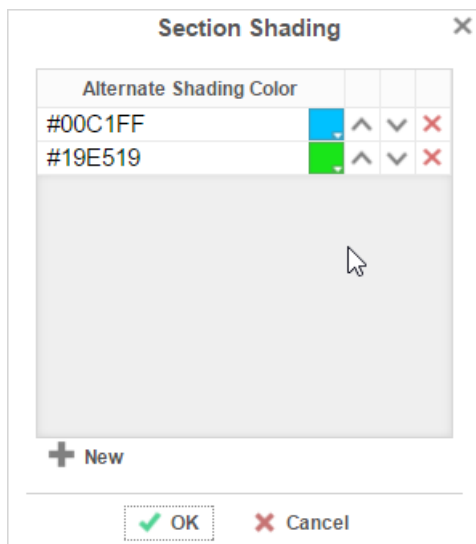 Section Shading
Alternate Shading Color
#00C1FF
#19E519
New
OK Cancel